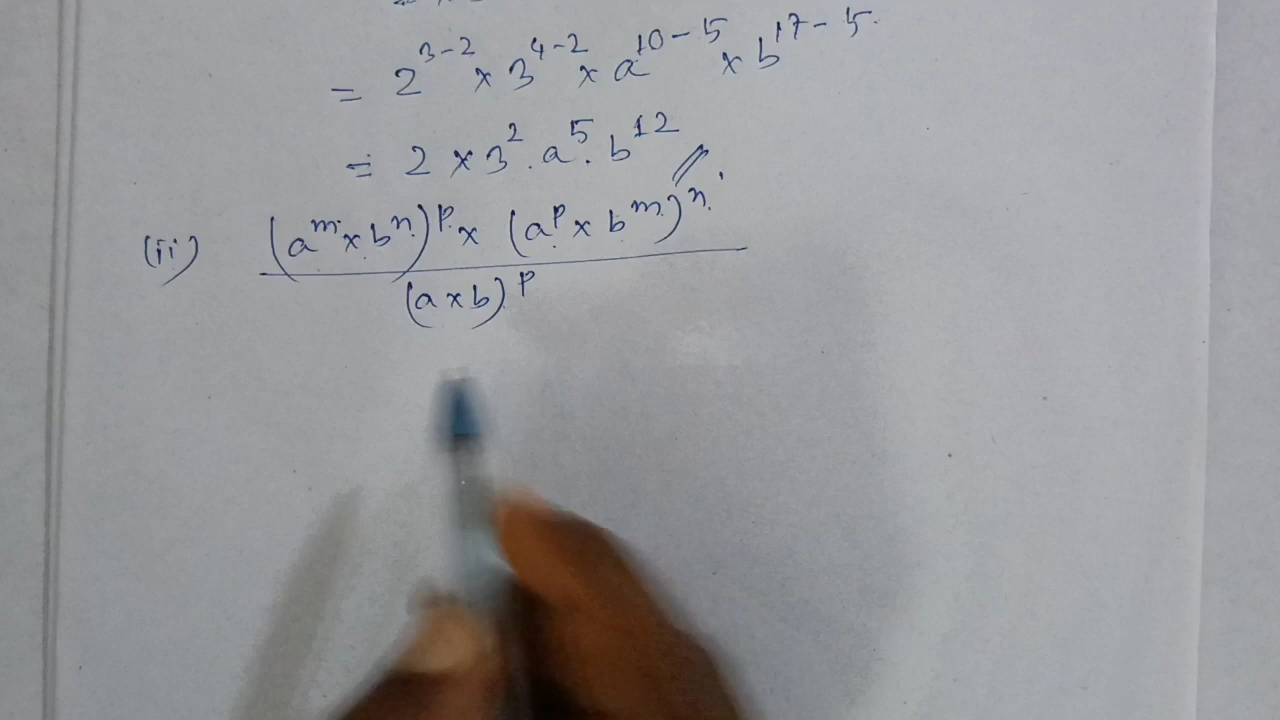 = 2^{3-2} × 3^{4-2} × a^{10-5} × b^{17-5}
= 2 × 3^2 . a^5 . b^{12} //
(ii) (a^m × b^n)^p × (a^p × b^m)^n
(a × b)^p